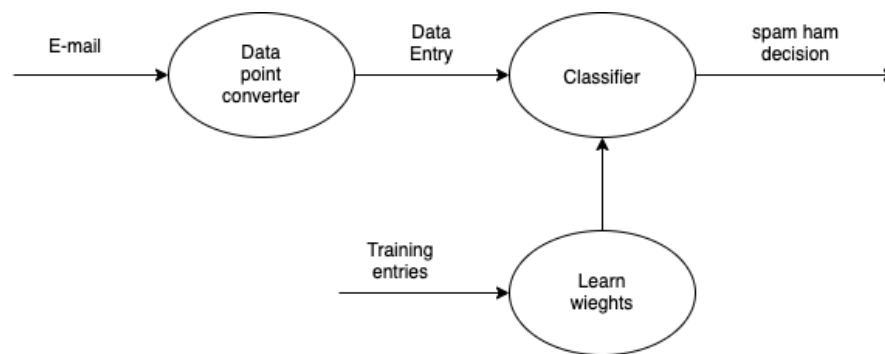 E-mail
Data
point
converter
Data
Entry
Classifier
spam ham
decision
Training
entries
Learn
wieghts